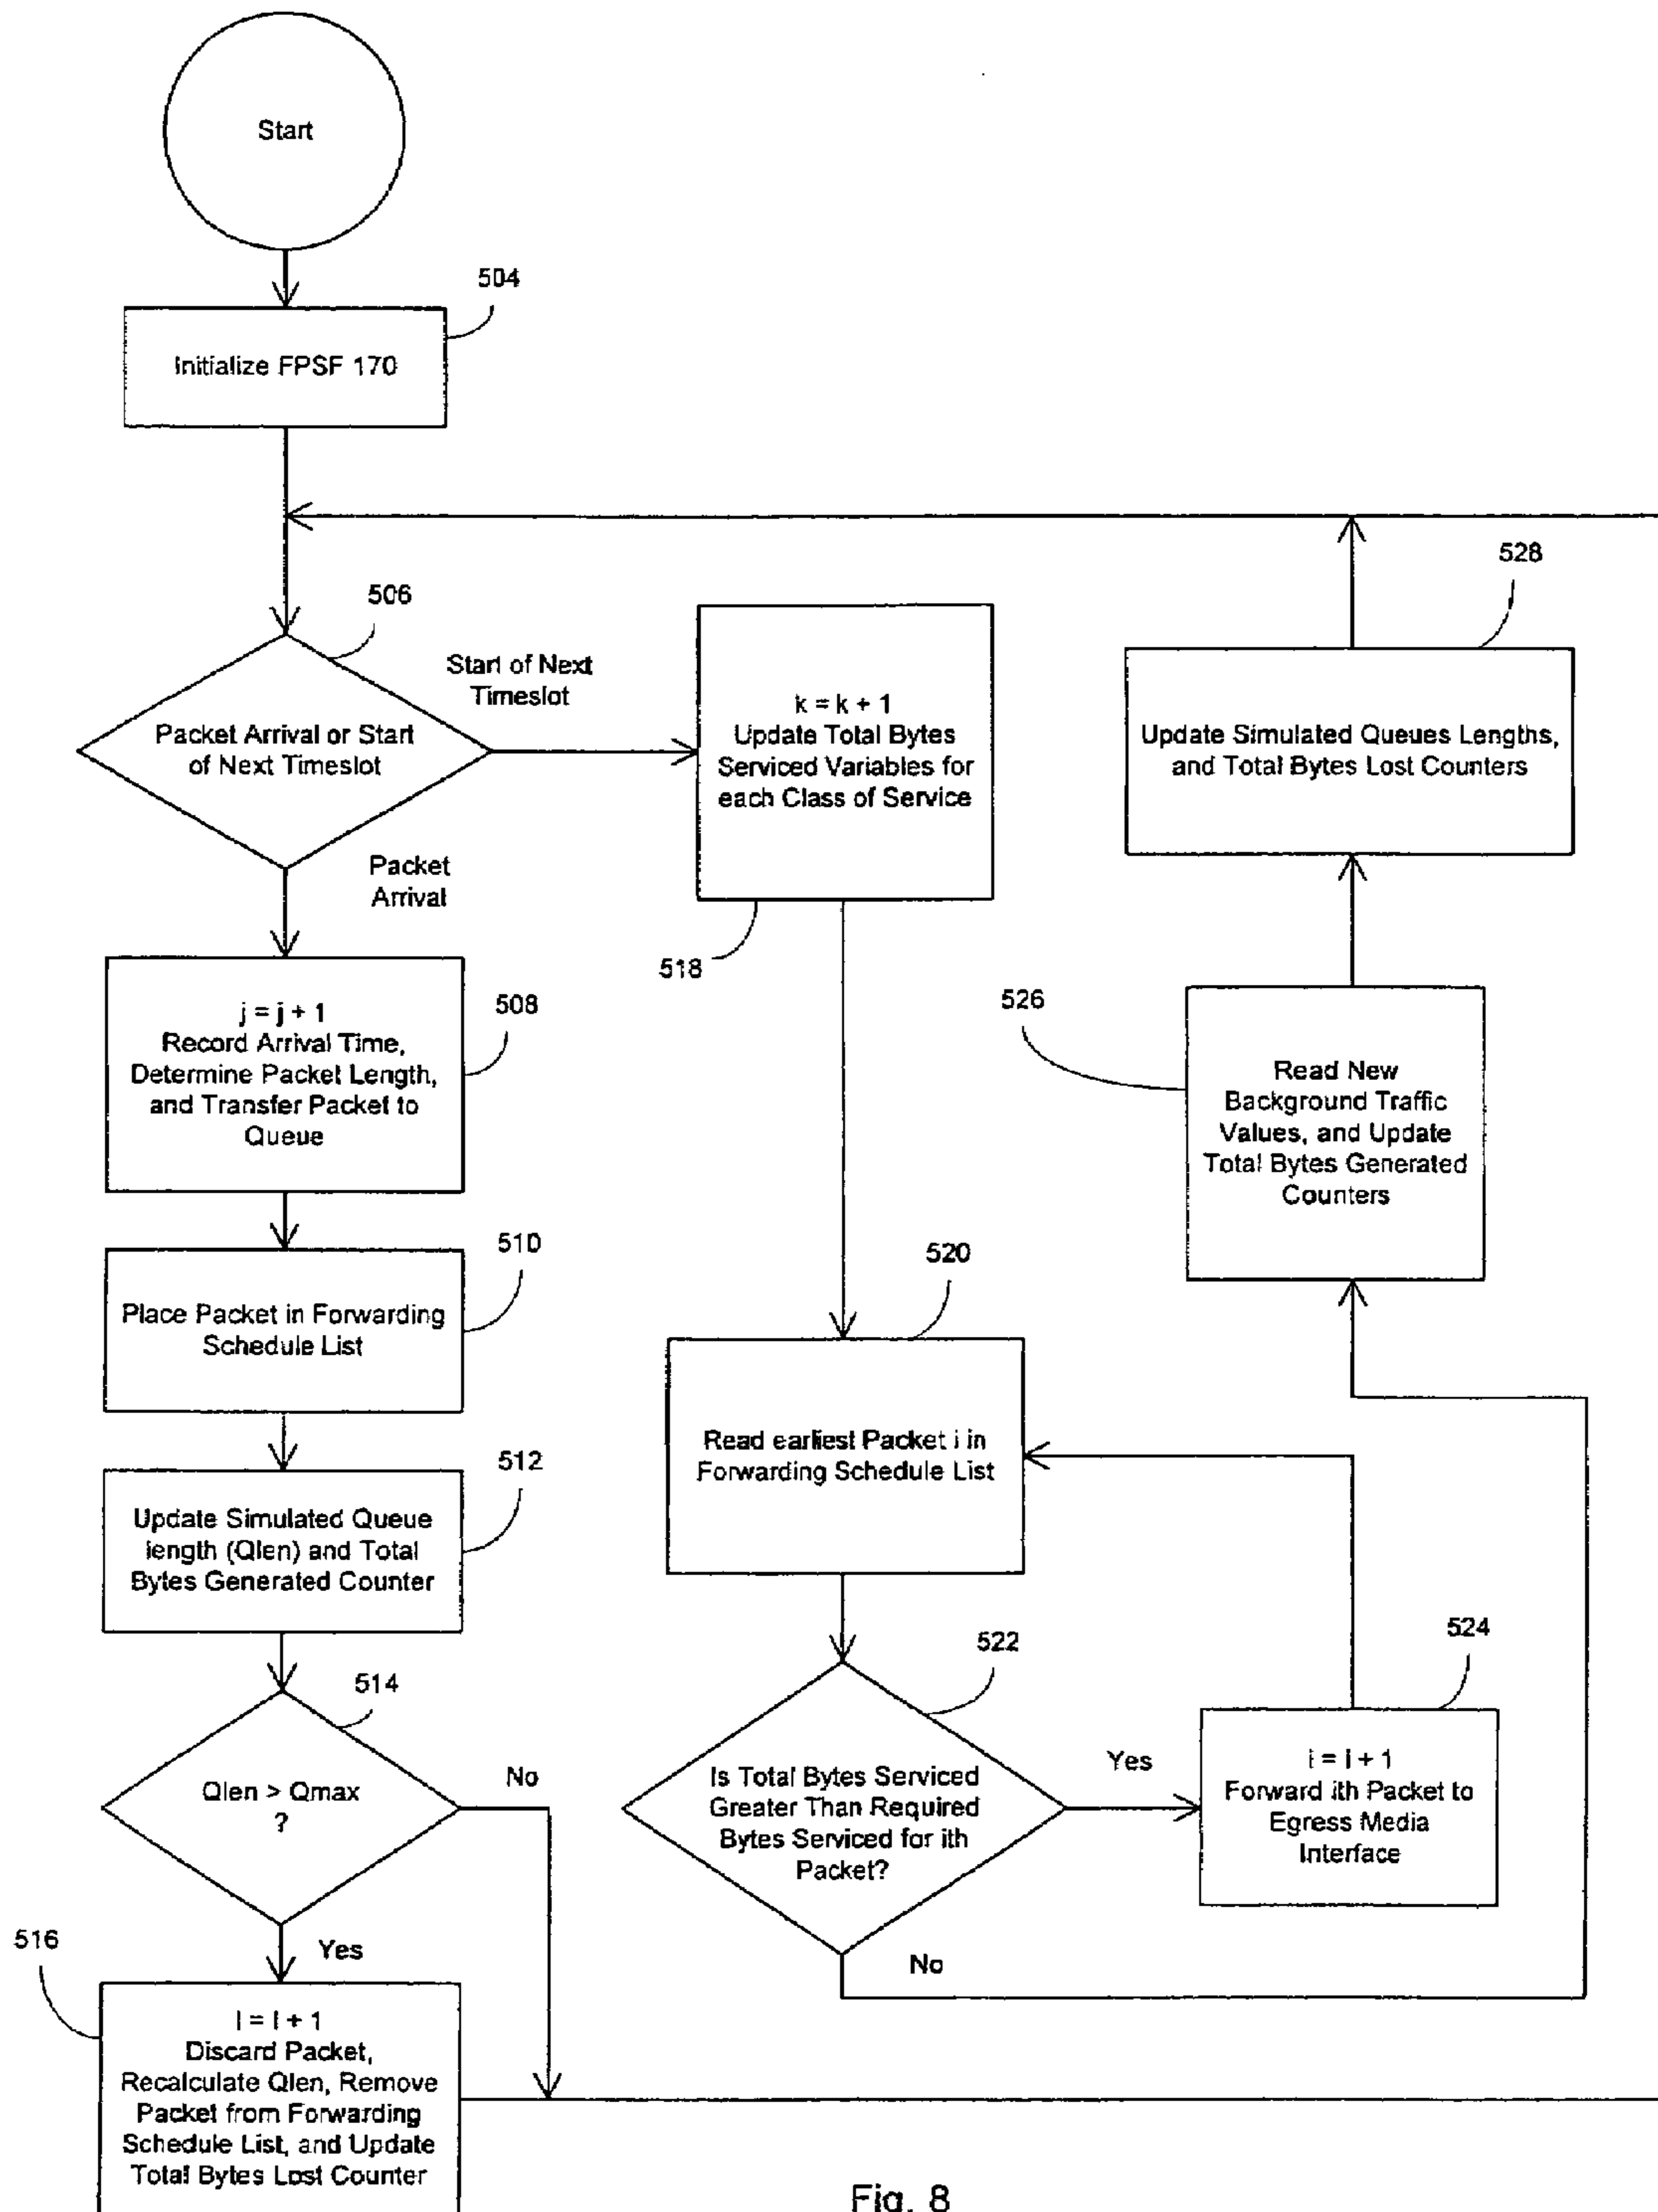 Start
504
Initialize FPSF 170
506
Packet Arrival or Start
of Next Timeslot
Start of Next
Timeslot
Packet
Arrival
k = k + 1
Update Total Bytes
Serviced Variables for
each Class of Service
518
528
Update Simulated Queues Lengths,
and Total Bytes Lost Counters
j = j + 1
Record Arrival Time,
Determine Packet Length,
and Transfer Packet to
Queue
508
526
Read New
Background Traffic
Values, and Update
Total Bytes Generated
Counters
510
Place Packet in Forwarding
Schedule List
520
Read earliest Packet i in
Forwarding Schedule List
512
Update Simulated Queue
length (Qlen) and Total
Bytes Generated Counter
514
Qlen > Qmax
?
No
Yes
522
Is Total Bytes Serviced
Greater Than Required
Bytes Serviced for ith
Packet?
Yes
No
524
i = i + 1
Forward ith Packet to
Egress Media
Interface
516
l = l + 1
Discard Packet,
Recalculate Qlen, Remove
Packet from Forwarding
Schedule List, and Update
Total Bytes Lost Counter
Fig. 8